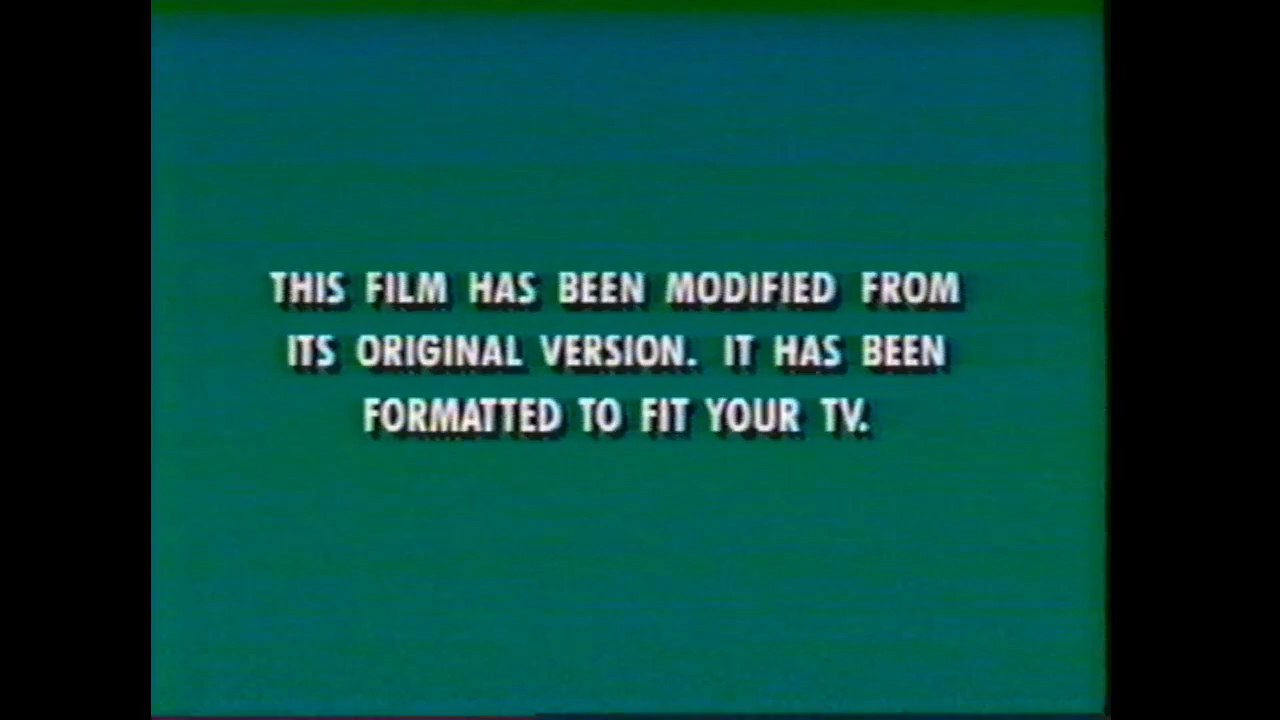 THIS FILM HAS BEEN MODIFIED FROM
ITS ORIGINAL VERSION. IT HAS BEEN
FORMATTED TO FIT YOUR TV.